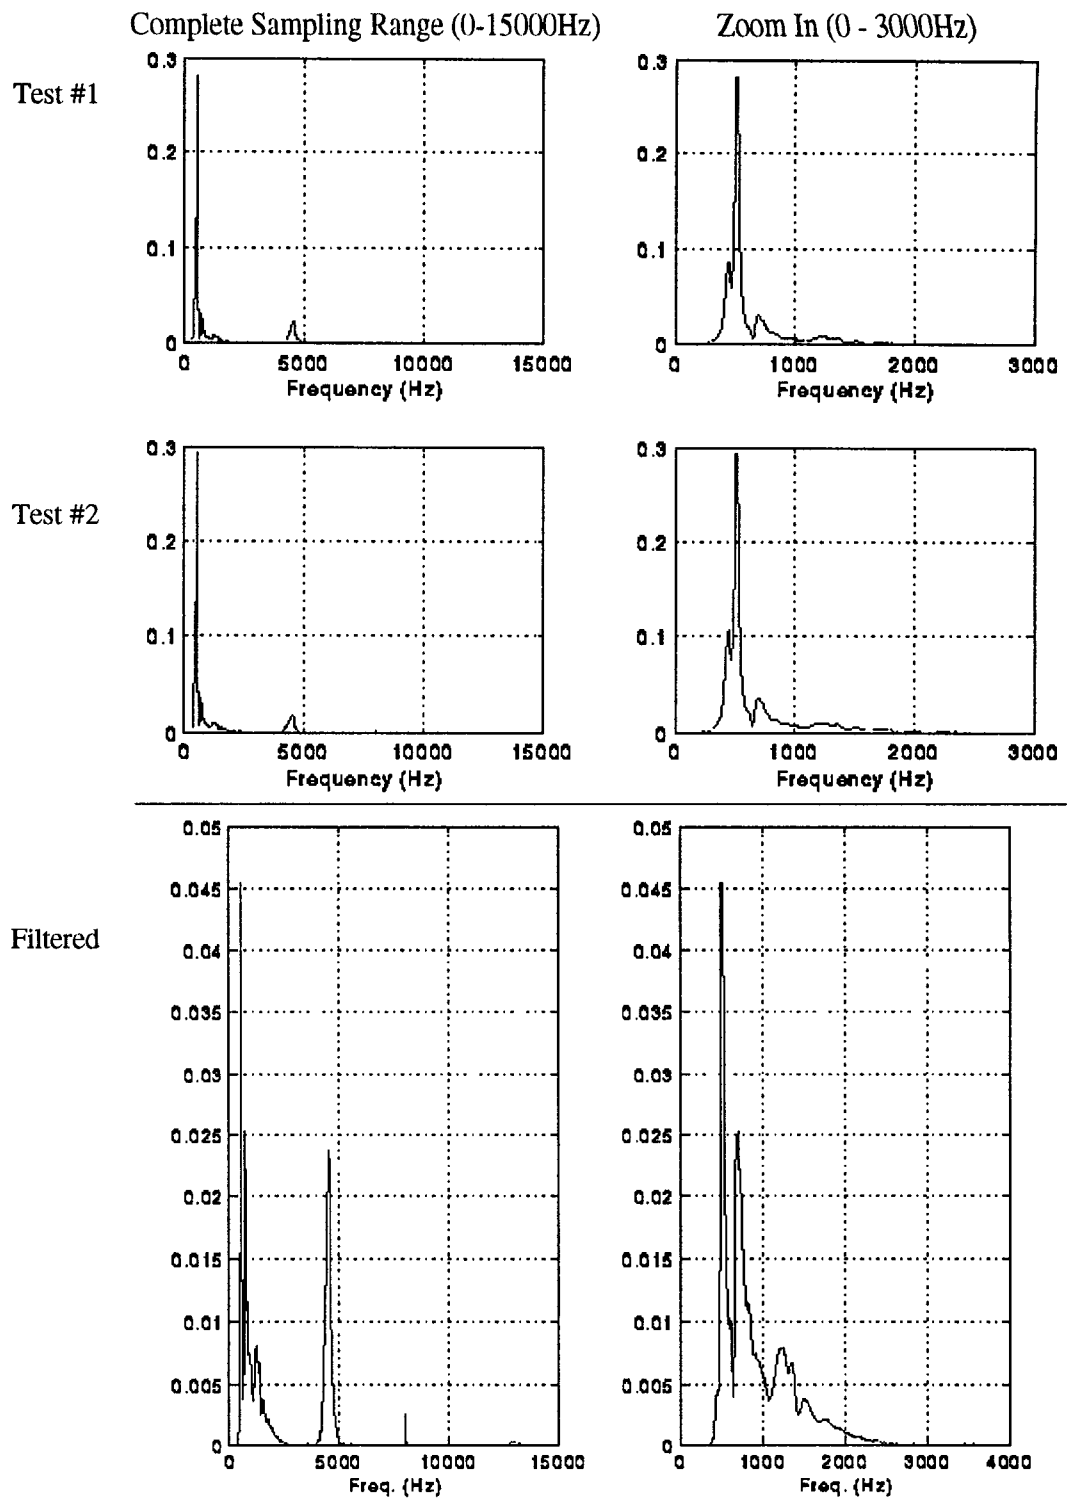 Complete Sampling Range (0-15000Hz)
Zoom In (0 - 3000Hz)
Test #1
0.3
0.2
0.1
0
0 5000 10000 15000
Frequency (Hz)
0.3
0.2
0.1
0
0 1000 2000 3000
Frequency (Hz)
Test #2
0.3
0.2
0.1
0
0 5000 10000 15000
Frequency (Hz)
0.3
0.2
0.1
0
0 1000 2000 3000
Frequency (Hz)
Filtered
0.05
0.045
0.04
0.035
0.03
0.025
0.02
0.015
0.01
0.005
0
0 5000 10000 15000
Freq. (Hz)
0.05
0.045
0.04
0.035
0.03
0.025
0.02
0.015
0.01
0.005
0
0 1000 2000 3000 4000
Freq. (Hz)